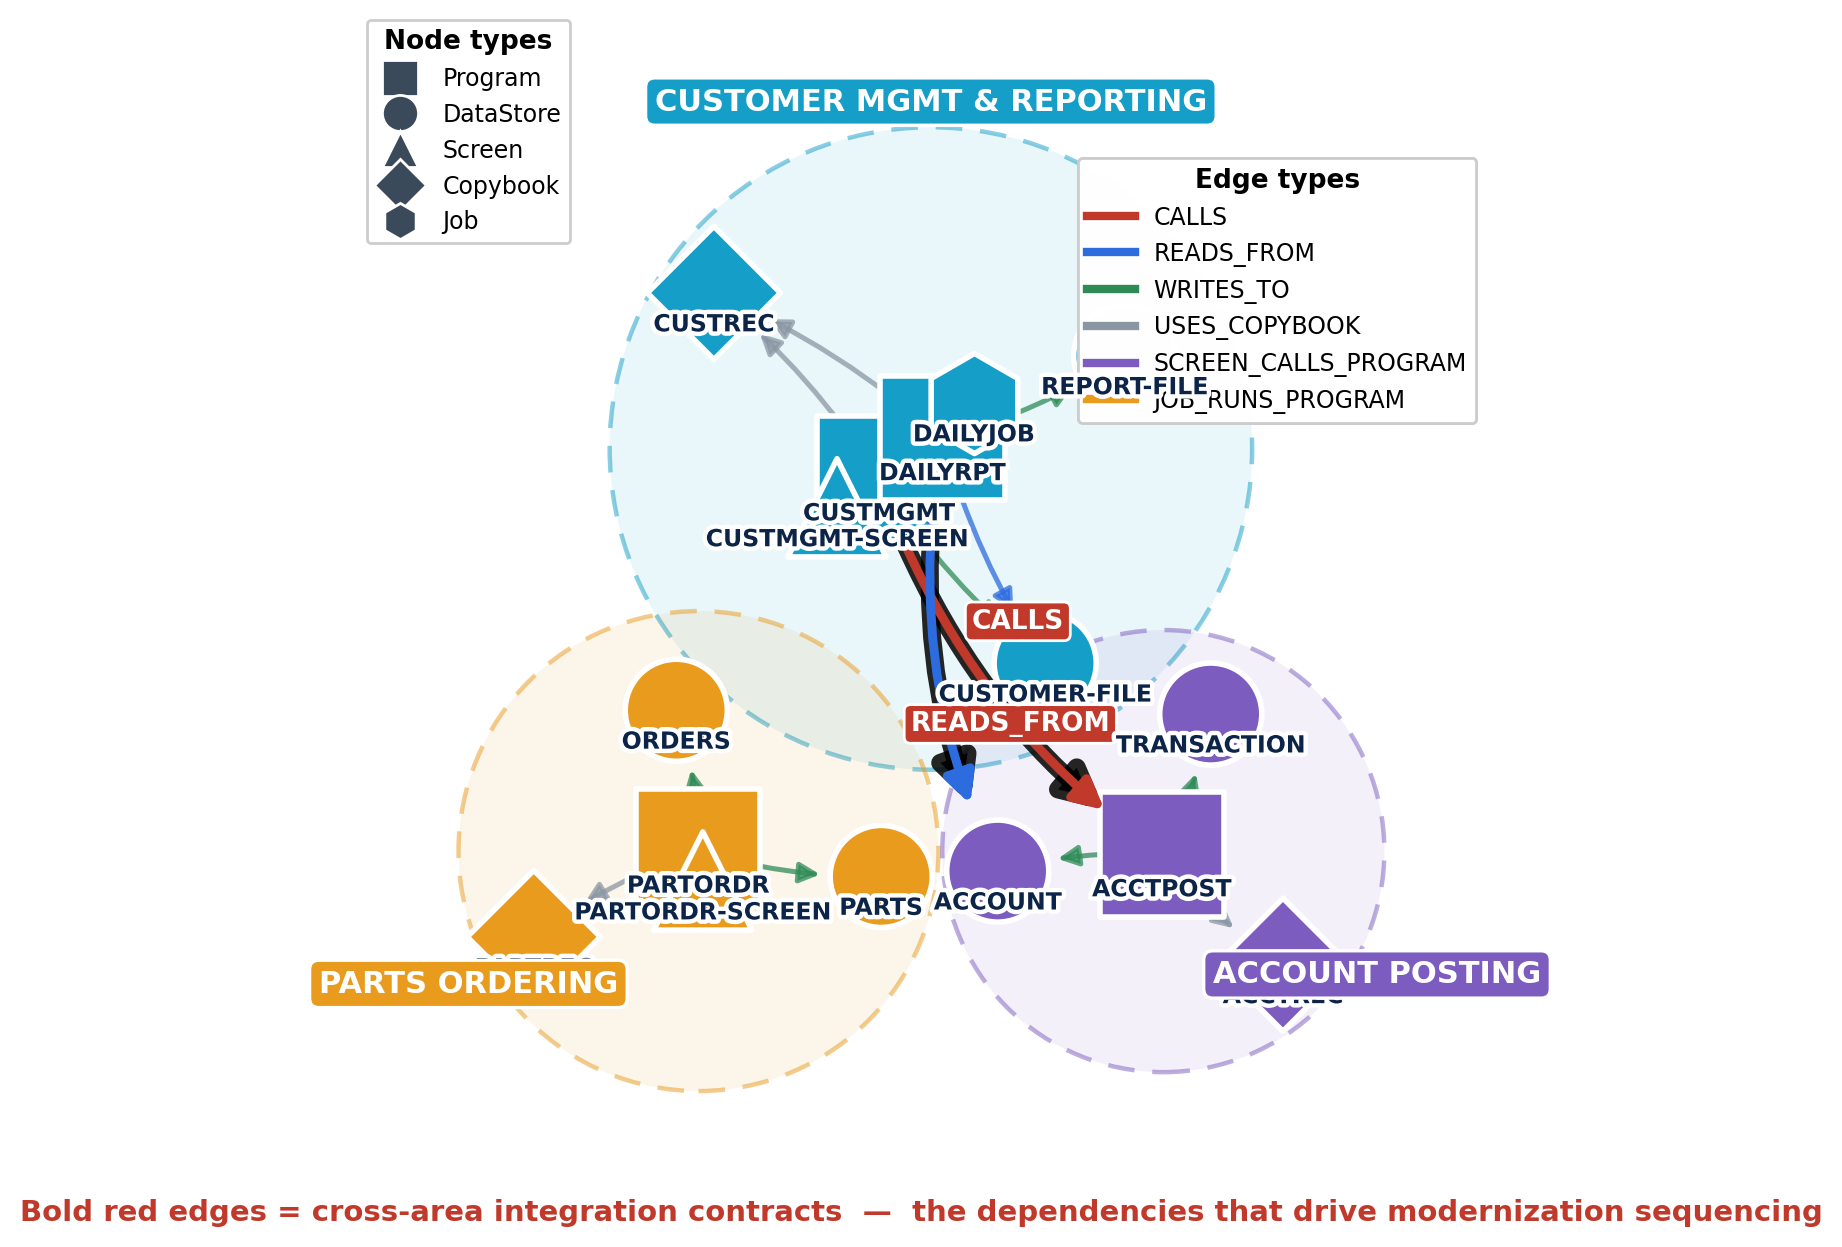 Node types
Program
DataStore
Screen
Copybook
Job
CUSTOMER MGMT & REPORTING
Edge types
CALLS
READS_FROM
WRITES_TO
USES_COPYBOOK
SCREEN_CALLS_PROGRAM
JOB_RUNS_PROGRAM
CUSTREC
REPORT-FILE
DAILYJOB
DAILYRPT
CUSTMGMT
CUSTMGMT-SCREEN
CALLS
CUSTOMER-FILE
READS_FROM
ORDERS
TRANSACTION
PARTORDR
PARTORDR-SCREEN
PARTS
ACCOUNT
ACCTPOST
PARTS ORDERING
ACCOUNT POSTING
ACCTREC
Bold red edges = cross-area integration contracts — the dependencies that drive modernization sequencing